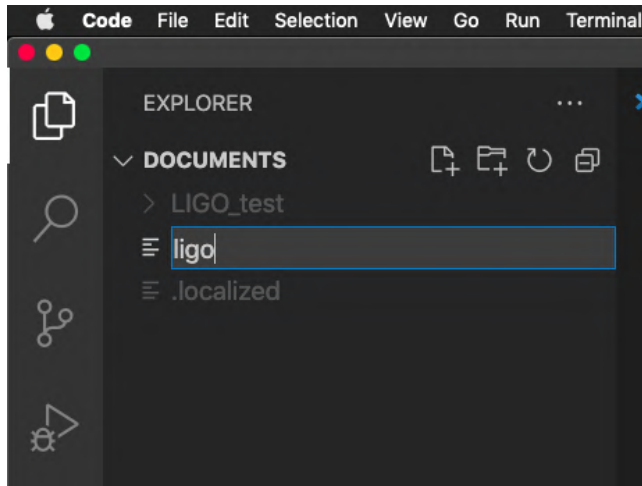 Code File Edit Selection View Go Run Terminal
EXPLORER
DOCUMENTS
LIGO_test
ligo
.localized